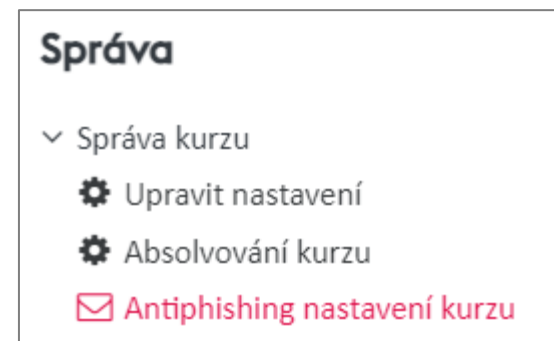 Správa
Správa kurzu
Upravit nastavení
Absolvování kurzu
Antiphishing nastavení kurzu